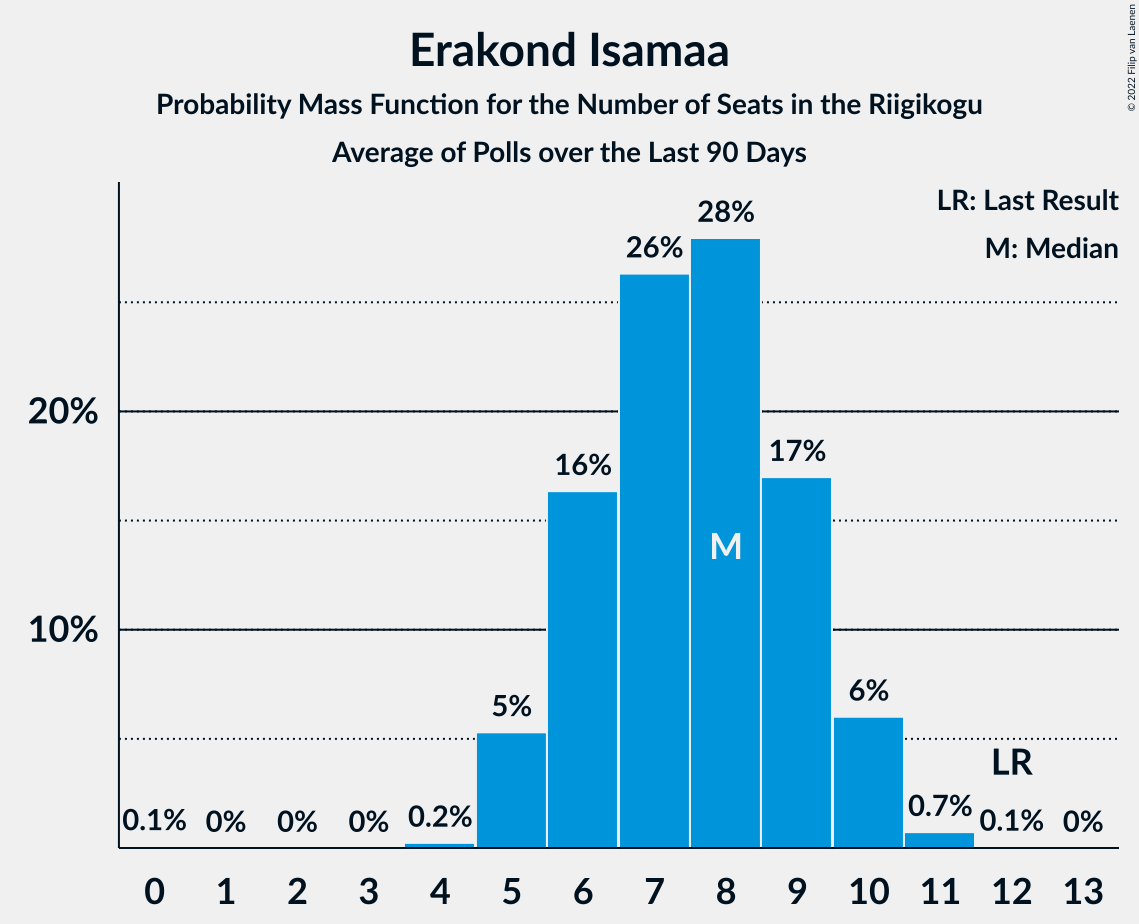 Erakond Isamaa
Probability Mass Function for the Number of Seats in the Riigikogu
Average of Polls over the Last 90 Days
© 2022 Filip van Laenen
LR: Last Result
M: Median
28%
26%
20%
17%
16%
M
10%
6%
5%
LR
0.1% 0% 0% 0% 0.2% 0.7% 0.1% 0%
0 1 2 3 4 5 6 7 8 9 10 11 12 13